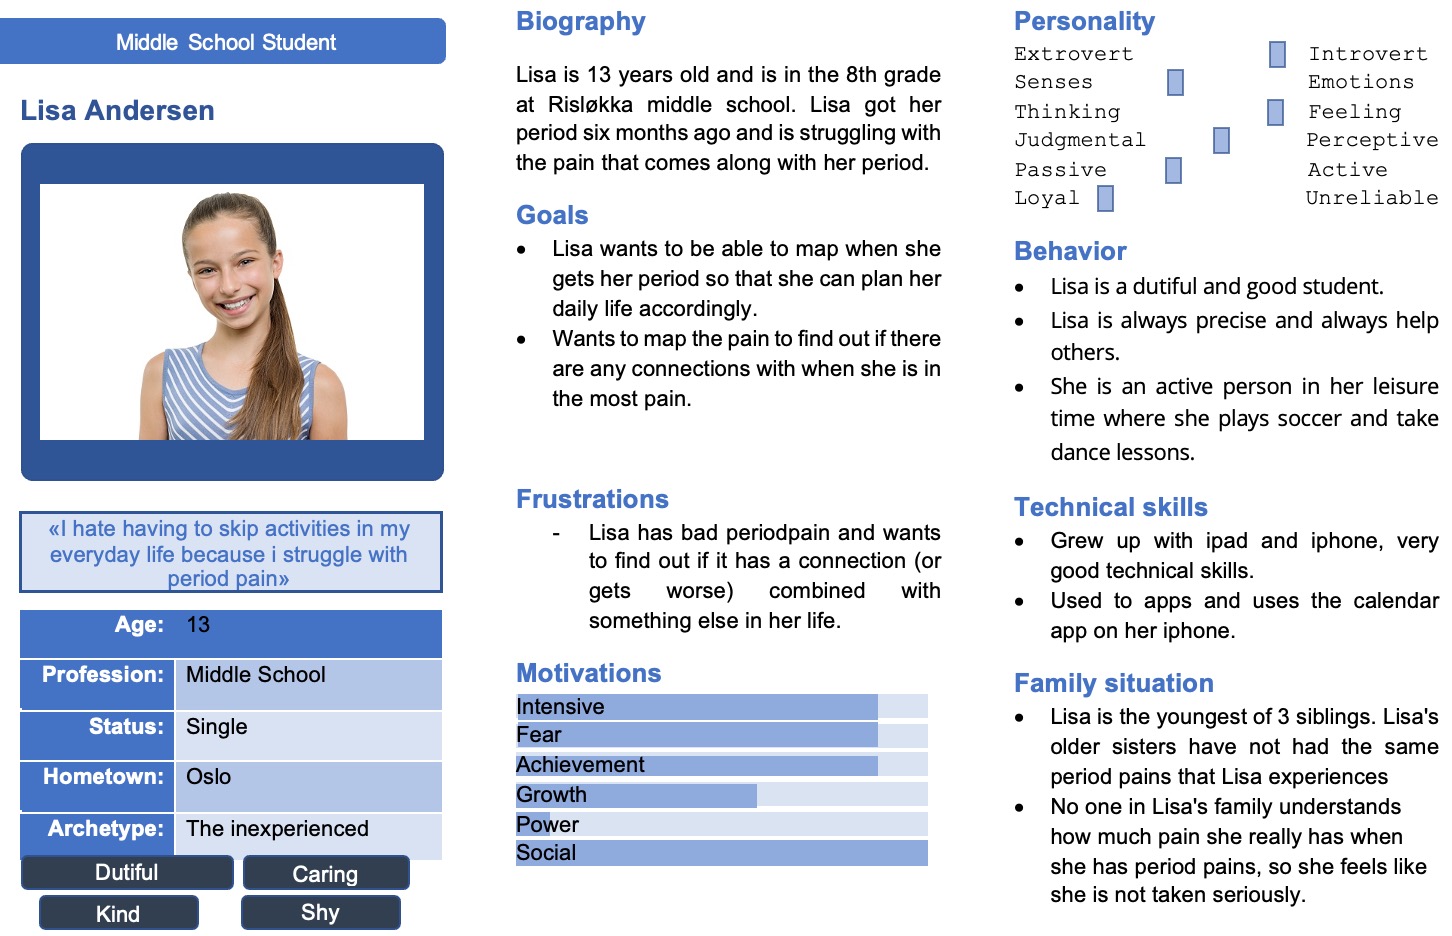 Middle School Student
Lisa Andersen
«I hate having to skip activities in my
everyday life because i struggle with
period pain»
Age: 13
Profession: Middle School
Status: Single
Hometown: Oslo
Archetype: The inexperienced
Dutiful Caring
Kind Shy
Biography
Lisa is 13 years old and is in the 8th grade
at Risløkka middle school. Lisa got her
period six months ago and is struggling with
the pain that comes along with her period.
Goals
• Lisa wants to be able to map when she
gets her period so that she can plan her
daily life accordingly.
• Wants to map the pain to find out if there
are any connections with when she is in
the most pain.
Frustrations
- Lisa has bad periodpain and wants
to find out if it has a connection (or
gets worse) combined with
something else in her life.
Motivations
Intensive
Fear
Achievement
Growth
Power
Social
Personality
Extrovert Introvert
Senses Emotions
Thinking Feeling
Judgmental Perceptive
Passive Active
Loyal Unreliable
Behavior
• Lisa is a dutiful and good student.
• Lisa is always precise and always help
others.
• She is an active person in her leisure
time where she plays soccer and take
dance lessons.
Technical skills
• Grew up with ipad and iphone, very
good technical skills.
• Used to apps and uses the calendar
app on her iphone.
Family situation
• Lisa is the youngest of 3 siblings. Lisa's
older sisters have not had the same
period pains that Lisa experiences
• No one in Lisa's family understands
how much pain she really has when
she has period pains, so she feels like
she is not taken seriously.